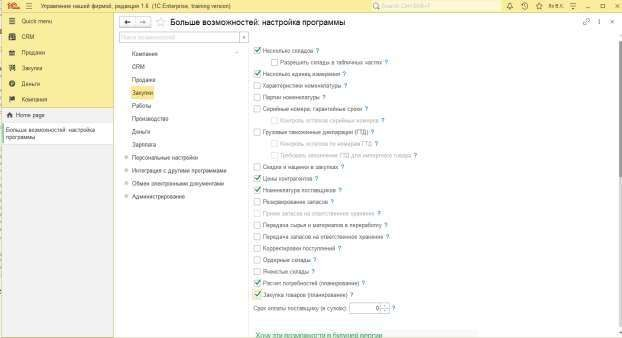 Управление нашей фирмой, редакция 1.6 (1С:Enterprise, training version)
Search Ctrl+Shift+F
Quick menu
CRM
Продажи
Закупки
Деньги
Компания
Home page
Больше возможностей: настройка
программы
Больше возможностей: настройка программы
Поиск возможностей
Компания
CRM
Продажи
Закупки
Работы
Производство
Деньги
Зарплата
Персональные настройки
Интеграция с другими программами
Обмен электронными документами
Администрирование
Несколько складов ?
Разрешить склады в табличных частях ?
Несколько единиц измерения ?
Характеристики номенклатуры ?
Партии номенклатуры ?
Серийные номера, гарантийные сроки ?
Контроль остатков серийных номеров ?
Грузовые таможенные декларации (ГТД) ?
Контроль остатков по номерам ГТД ?
Требовать заполнение ГТД для импортного товара ?
Скидки и наценки в закупках ?
Цены контрагентов ?
Номенклатура поставщиков ?
Резервирование запасов ?
Прием запасов на ответственное хранение ?
Передача сырья и материалов в переработку ?
Передача запасов на ответственное хранение ?
Корректировки поступлений ?
Ордерные склады ?
Ячеистые склады ?
Расчет потребностей (планирование) ?
Закупка товаров (планирование) ?
Срок оплаты поставщику (в сутках): 0 ?
Хочу эти возможности в будущей версии